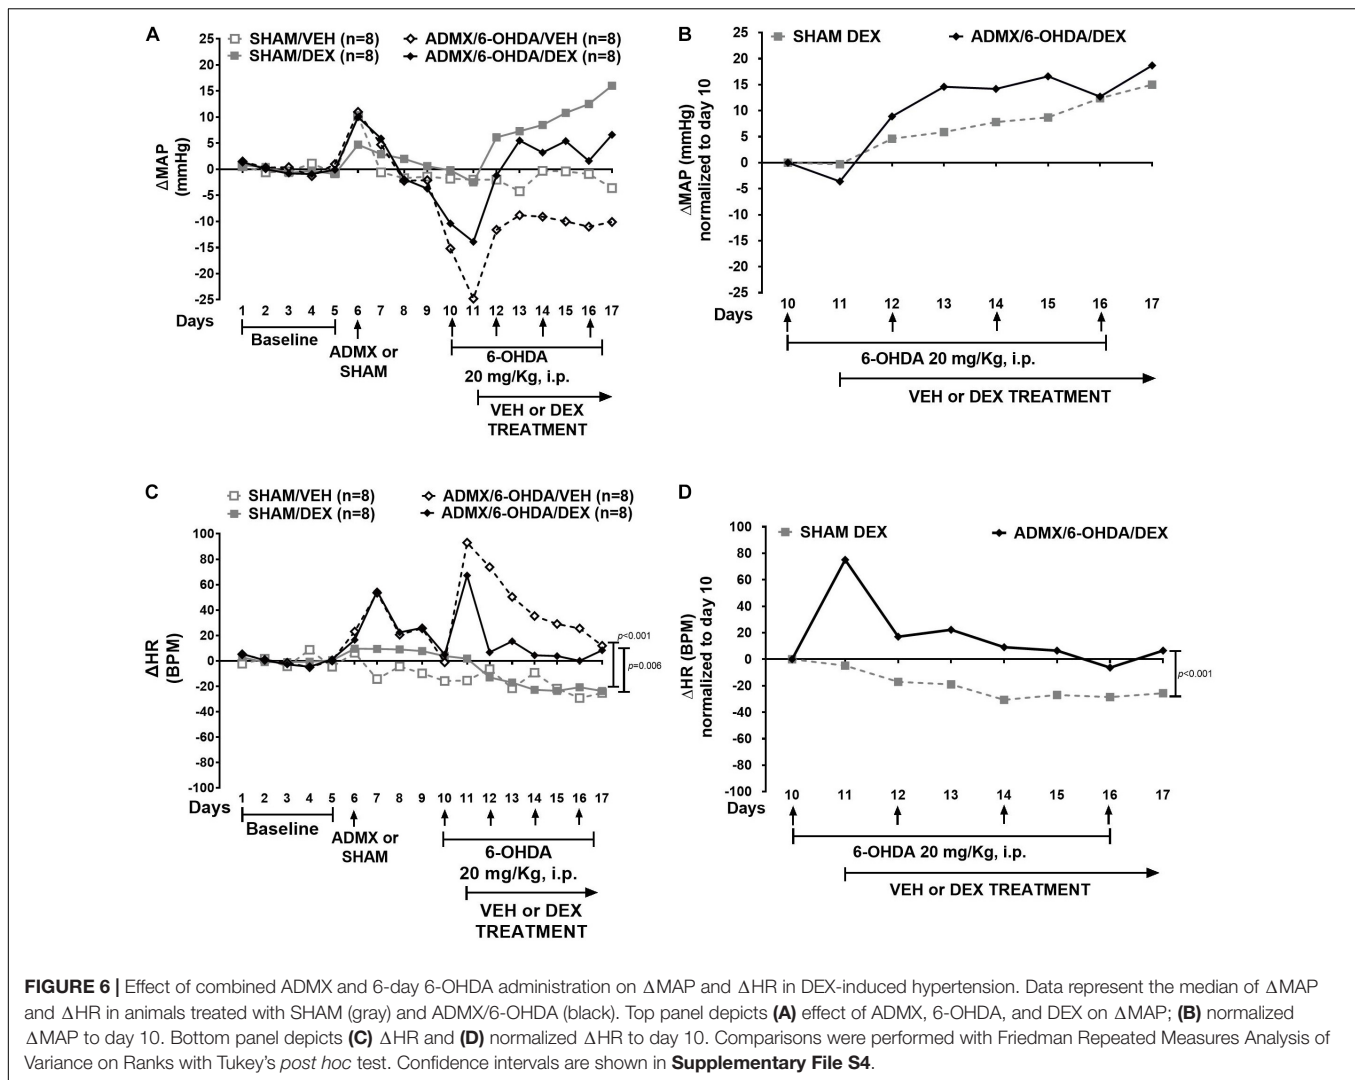 A
SHAM/VEH (n=8)
SHAM/DEX (n=8)
ADMX/6-OHDA/VEH (n=8)
ADMX/6-OHDA/DEX (n=8)
ΔMAP
(mmHg)
25
20
15
10
5
0
-5
-10
-15
-20
-25
Days
1 2 3 4 5 6 7 8 9 10 11 12 13 14 15 16 17
Baseline
ADMX or
SHAM
6-OHDA
20 mg/Kg, i.p.
VEH or DEX
TREATMENT
B
SHAM DEX
ADMX/6-OHDA/DEX
ΔMAP (mmHg)
normalized to day 10
25
20
15
10
5
0
-5
-10
-15
-20
-25
Days
10 11 12 13 14 15 16 17
6-OHDA 20 mg/Kg, i.p.
VEH or DEX TREATMENT
C
SHAM/VEH (n=8)
SHAM/DEX (n=8)
ADMX/6-OHDA/VEH (n=8)
ADMX/6-OHDA/DEX (n=8)
ΔHR
(BPM)
100
80
60
40
20
0
-20
-40
-60
-80
-100
p<0.001
p=0.006
Days
1 2 3 4 5 6 7 8 9 10 11 12 13 14 15 16 17
Baseline
ADMX or
SHAM
6-OHDA
20 mg/Kg, i.p.
VEH or DEX
TREATMENT
D
SHAM DEX
ADMX/6-OHDA/DEX
ΔHR (BPM)
normalized to day 10
100
80
60
40
20
0
-20
-40
-60
-80
-100
p<0.001
Days
10 11 12 13 14 15 16 17
6-OHDA 20 mg/Kg, i.p.
VEH or DEX TREATMENT
FIGURE 6 | Effect of combined ADMX and 6-day 6-OHDA administration on ΔMAP and ΔHR in DEX-induced hypertension. Data represent the median of ΔMAP
and ΔHR in animals treated with SHAM (gray) and ADMX/6-OHDA (black). Top panel depicts (A) effect of ADMX, 6-OHDA, and DEX on ΔMAP; (B) normalized
ΔMAP to day 10. Bottom panel depicts (C) ΔHR and (D) normalized ΔHR to day 10. Comparisons were performed with Friedman Repeated Measures Analysis of
Variance on Ranks with Tukey's post hoc test. Confidence intervals are shown in Supplementary File S4.